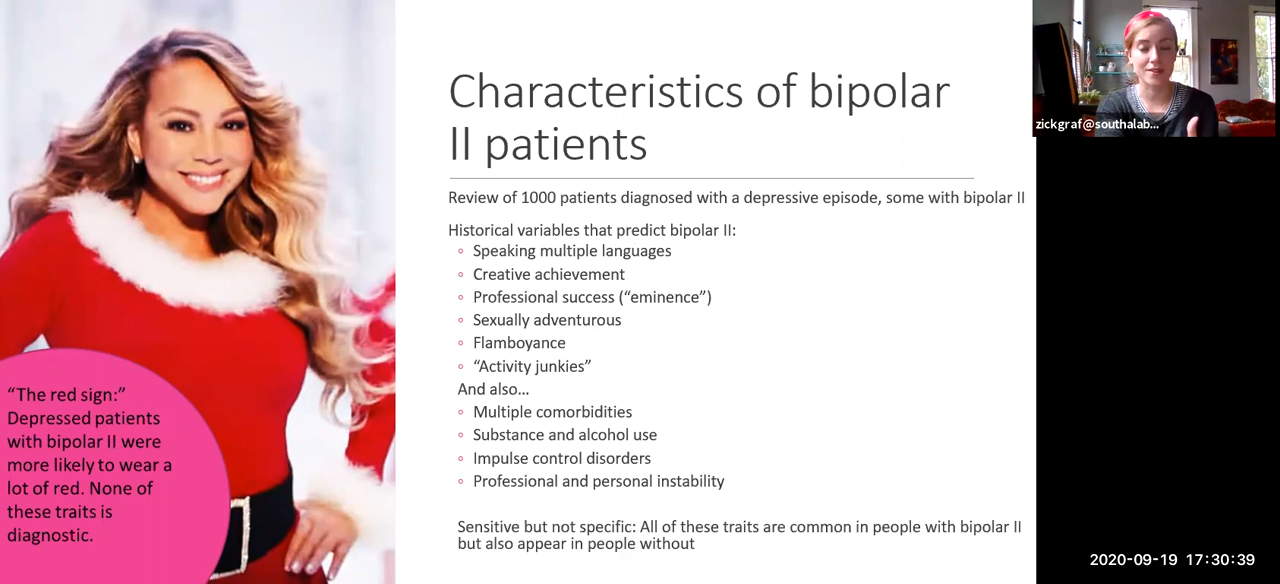 Characteristics of bipolar
II patients
Review of 1000 patients diagnosed with a depressive episode, some with bipolar II
Historical variables that predict bipolar II:
◦ Speaking multiple languages
◦ Creative achievement
◦ Professional success (“eminence”)
◦ Sexually adventurous
◦ Flamboyance
◦ “Activity junkies”
And also…
◦ Multiple comorbidities
◦ Substance and alcohol use
◦ Impulse control disorders
◦ Professional and personal instability
Sensitive but not specific: All of these traits are common in people with bipolar II
but also appear in people without
“The red sign:”
Depressed patients
with bipolar II were
more likely to wear a
lot of red. None of
these traits is
diagnostic.
zickgraf@southalab...
2020-09-19 17:30:39